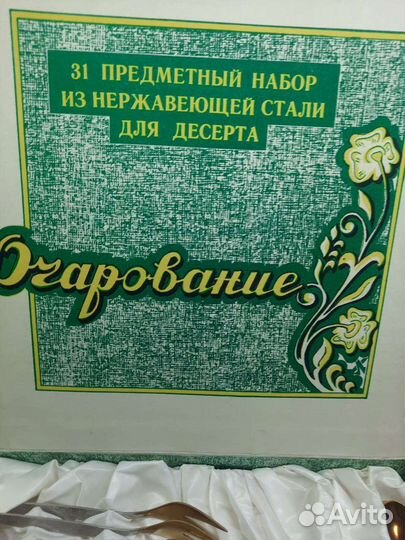 31 ПРЕДМЕТНЫЙ НАБОР
ИЗ НЕРЖАВЕЮЩЕЙ СТАЛИ
ДЛЯ ДЕСЕРТА
Очарование
Avito